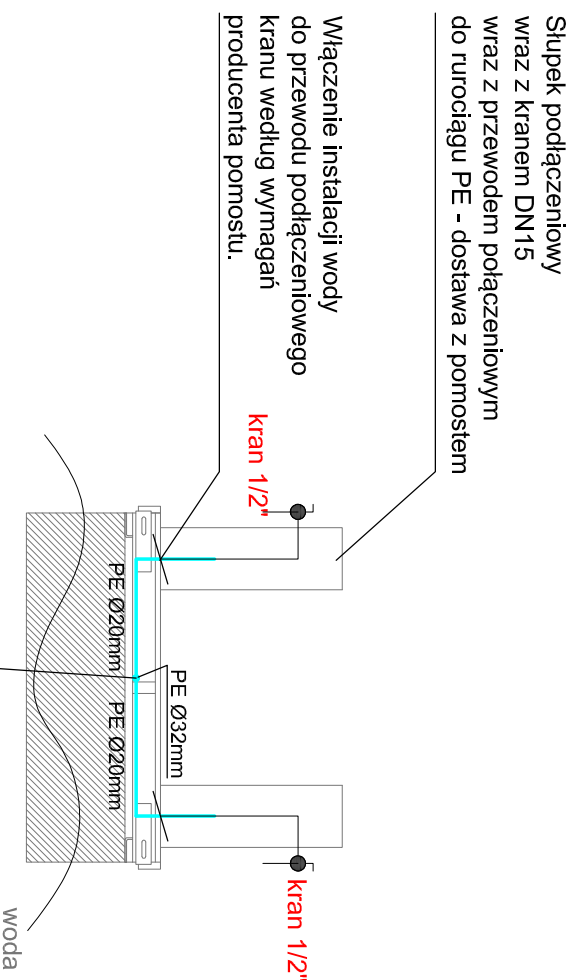 Słupek podłączeniowy
wraz z kranem DN15
wraz z przewodem połączeniowym
do rurociągu PE - dostawa z pomostem
Włączenie instalacji wody
do przewodu podłączeniowego
kranu według wymagań
producenta pomostu.
kran 1/2"
kran 1/2"
PE Ø32mm
PE Ø20mm
PE Ø20mm
woda